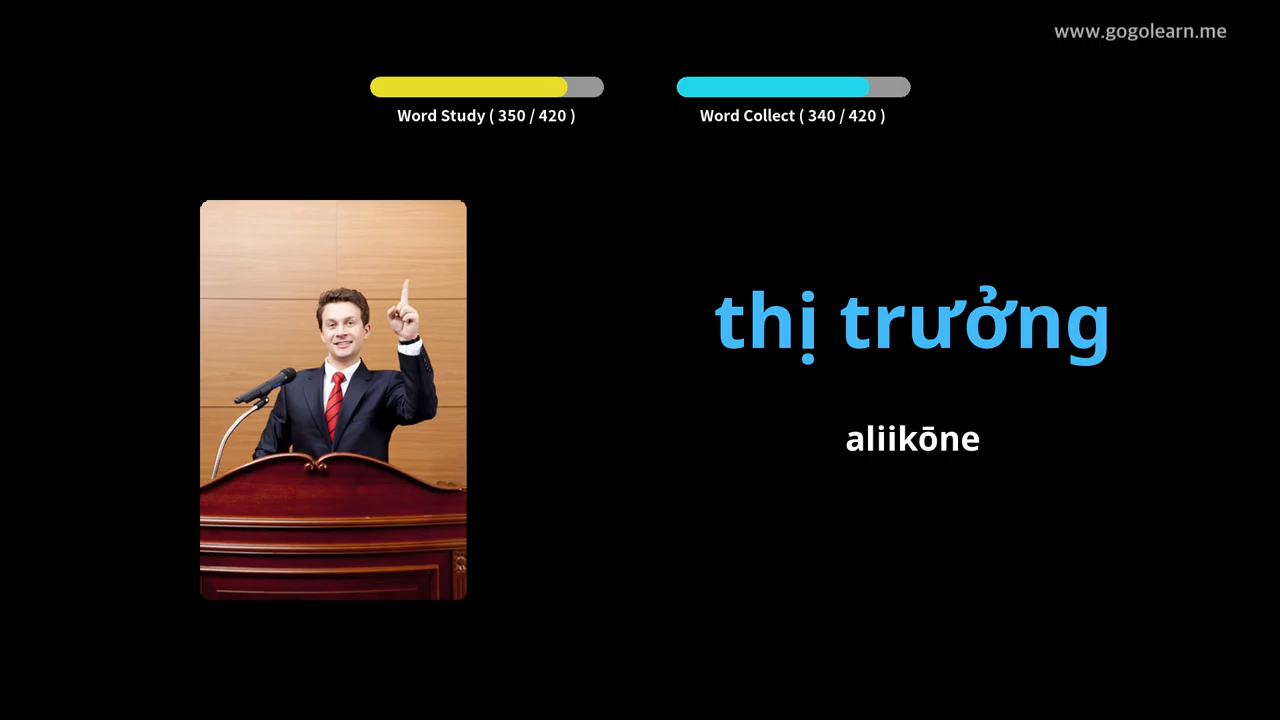 www.gogolearn.me
Word Study ( 350 / 420 )
Word Collect ( 340 / 420 )
thị trưởng
aliikōne